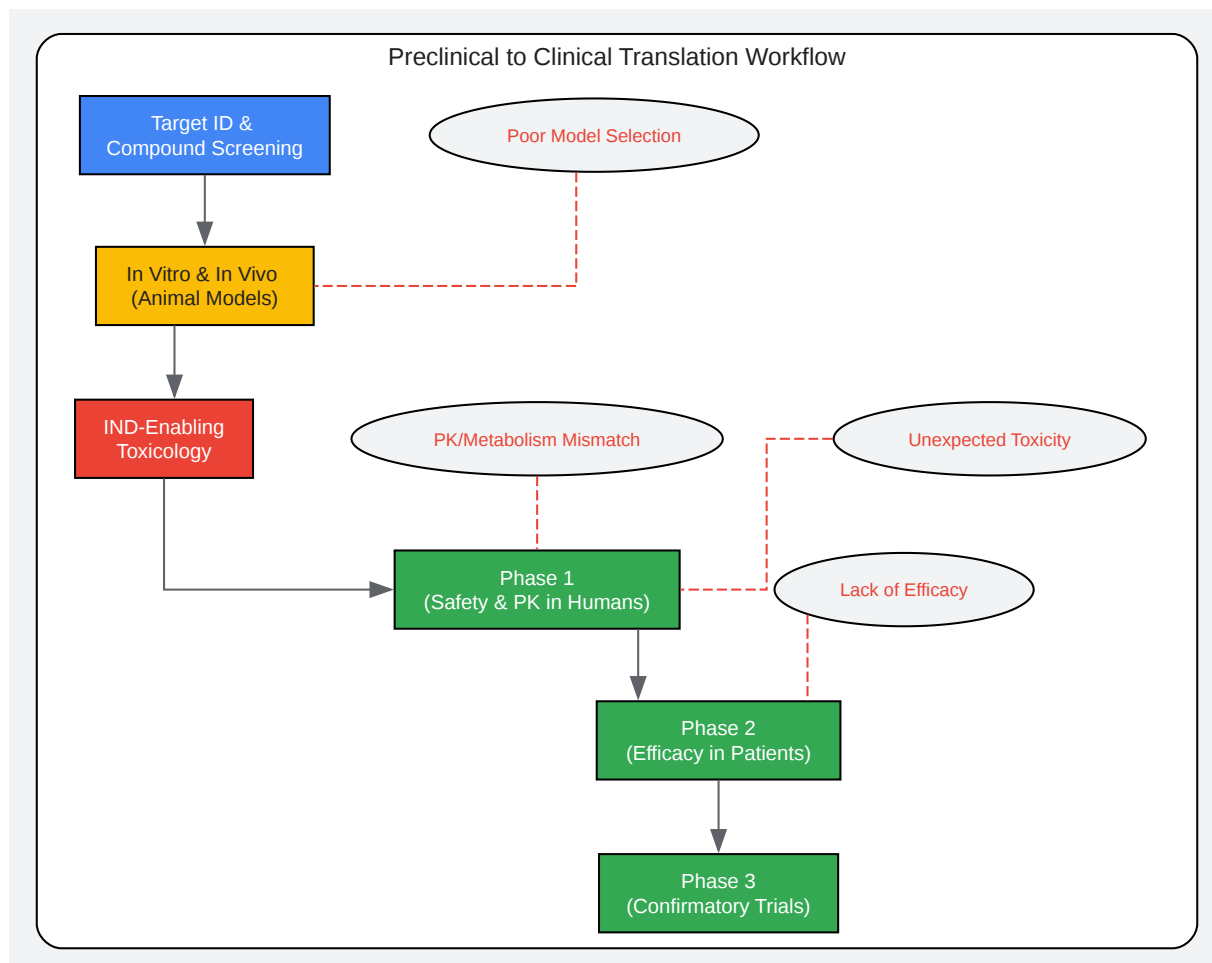 Preclinical to Clinical Translation Workflow
Target ID &
Compound Screening
Poor Model Selection
In Vitro & In Vivo
(Animal Models)
IND-Enabling
Toxicology
PK/Metabolism Mismatch
Unexpected Toxicity
Phase 1
(Safety & PK in Humans)
Lack of Efficacy
Phase 2
(Efficacy in Patients)
Phase 3
(Confirmatory Trials)